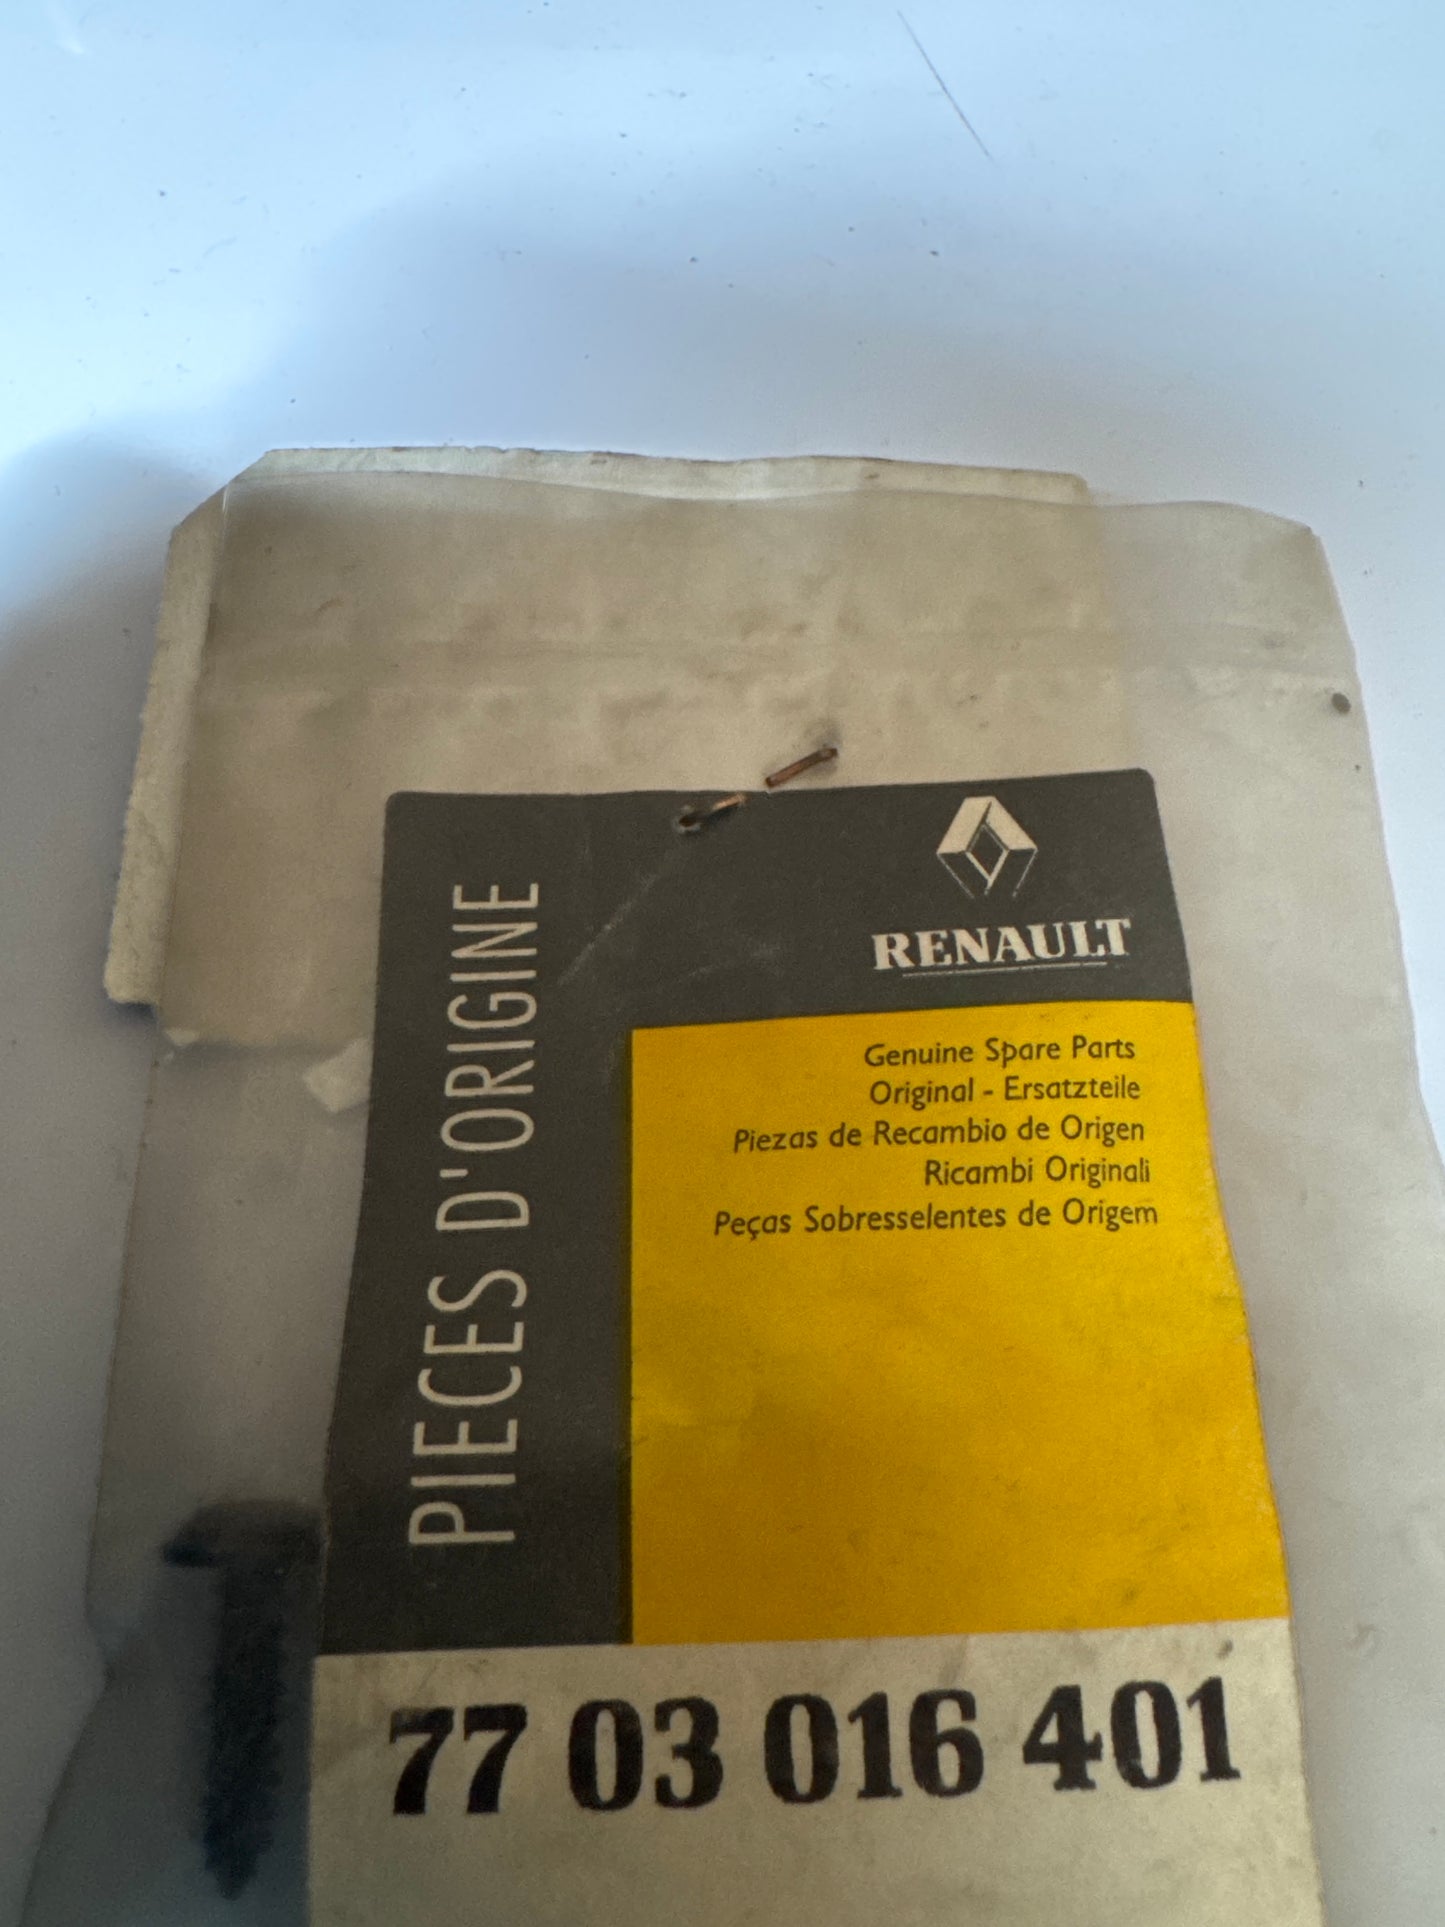 RENAULT
PIECES D'ORIGINE
Genuine Spare Parts
Original - Ersatzteile
Piezas de Recambio de Origen
Ricambi Originali
Peças Sobresselentes de Origem
77 03 016 401